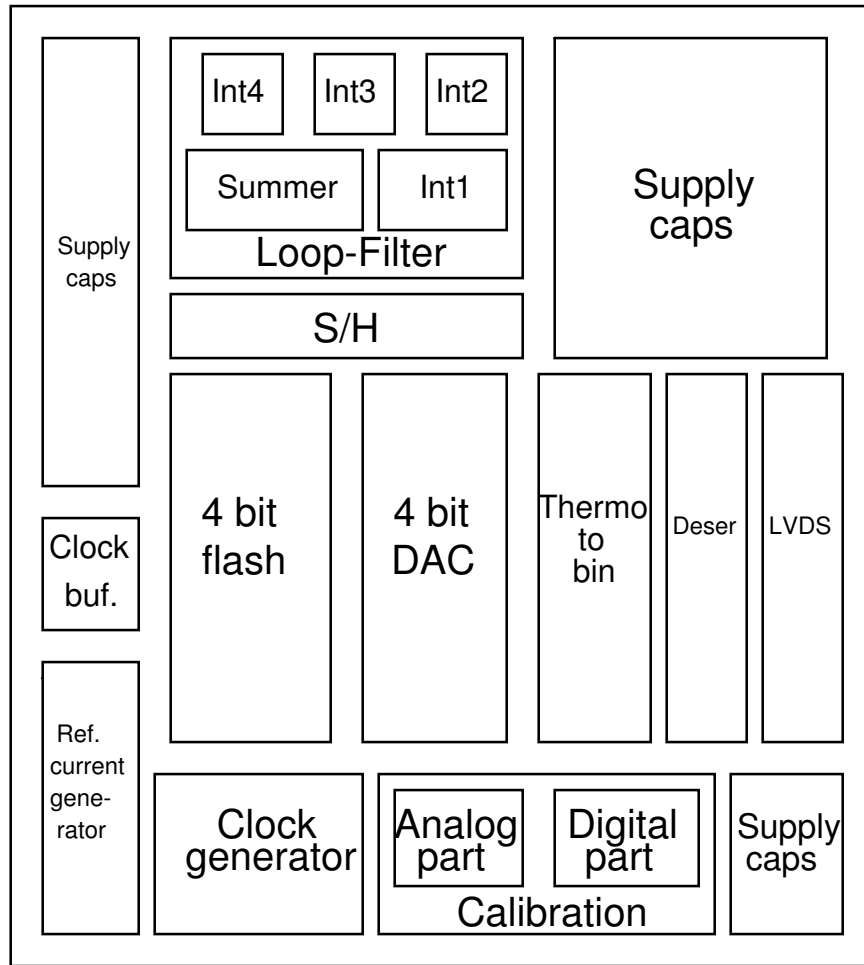 Int4
Int3
Int2
Summer
Int1
Loop-Filter
Supply
caps
Supply
caps
S/H
4 bit
flash
4 bit
DAC
Thermo
to
bin
Deser
LVDS
Clock
buf.
Ref.
current
gene-
rator
Clock
generator
Analog
part
Digital
part
Calibration
Supply
caps